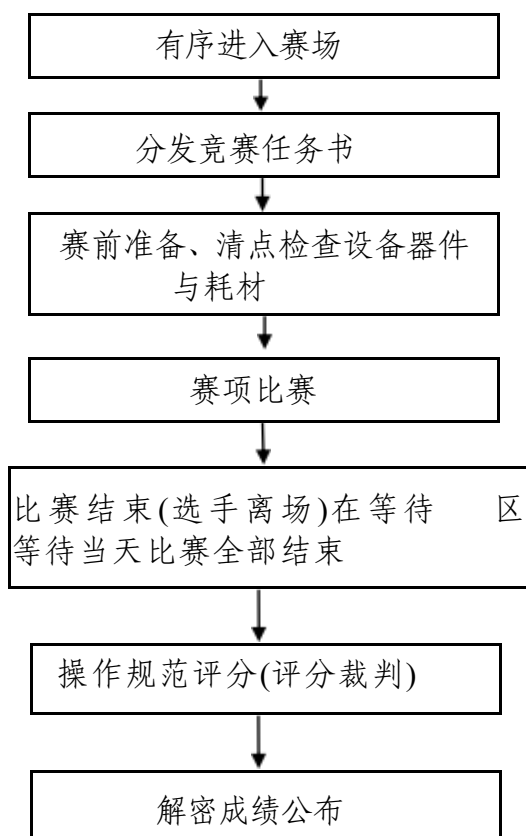 有序进入赛场
分发竞赛任务书
赛前准备、清点检查设备器件
与耗材
赛项比赛
比赛结束(选手离场)在等待 区
等待当天比赛全部结束
操作规范评分(评分裁判)
解密成绩公布